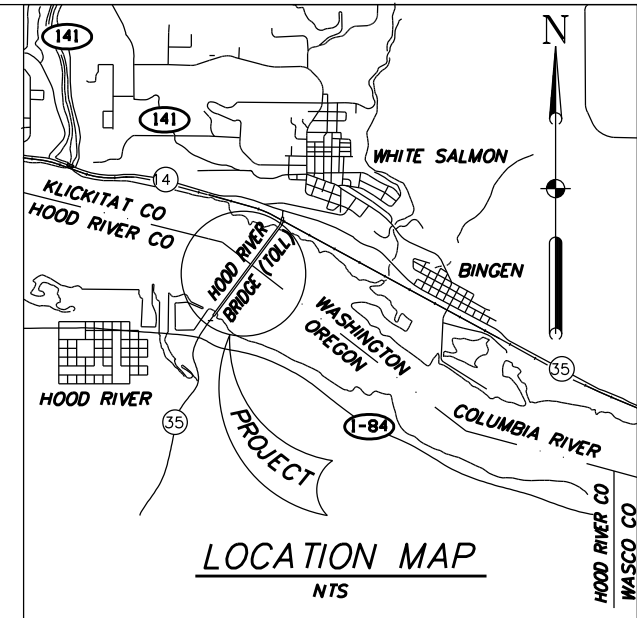 141
N
141
WHITE SALMON
14
KLICKITAT CO
HOOD RIVER CO
HOOD RIVER
BRIDGE (TOLL)
BINGEN
WASHINGTON
OREGON
35
HOOD RIVER
COLUMBIA RIVER
35
I-84
PROJECT
HOOD RIVER CO
WASCO CO
LOCATION MAP
NTS